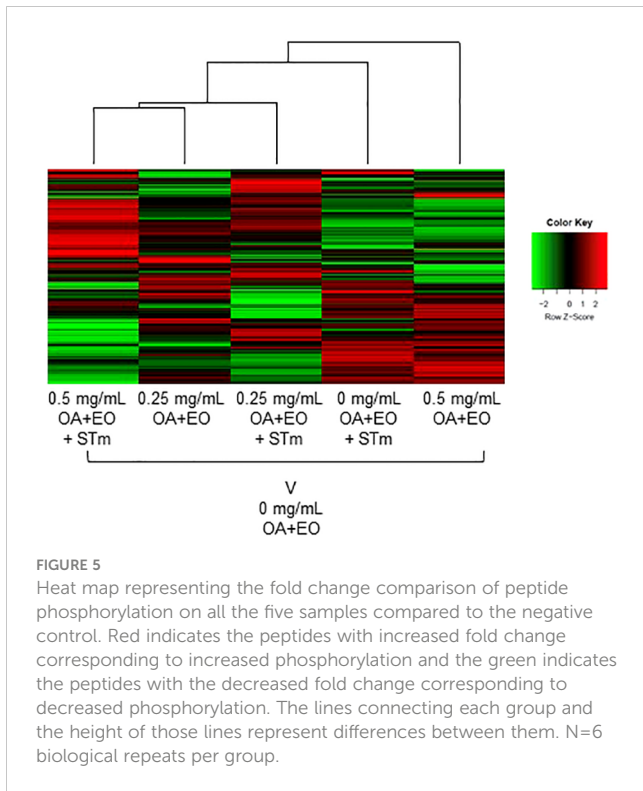 Color Key
−2 0 1 2
Row Z−Score
0.5 mg/mL
OA+EO
+ STm
0.25 mg/mL
OA+EO
0.25 mg/mL
OA+EO
+ STm
0 mg/mL
OA+EO
+ STm
0.5 mg/mL
OA+EO
V
0 mg/mL
OA+EO
FIGURE 5
Heat map representing the fold change comparison of peptide
phosphorylation on all the five samples compared to the negative
control. Red indicates the peptides with increased fold change
corresponding to increased phosphorylation and the green indicates
the peptides with the decreased fold change corresponding to
decreased phosphorylation. The lines connecting each group and
the height of those lines represent differences between them. N=6
biological repeats per group.